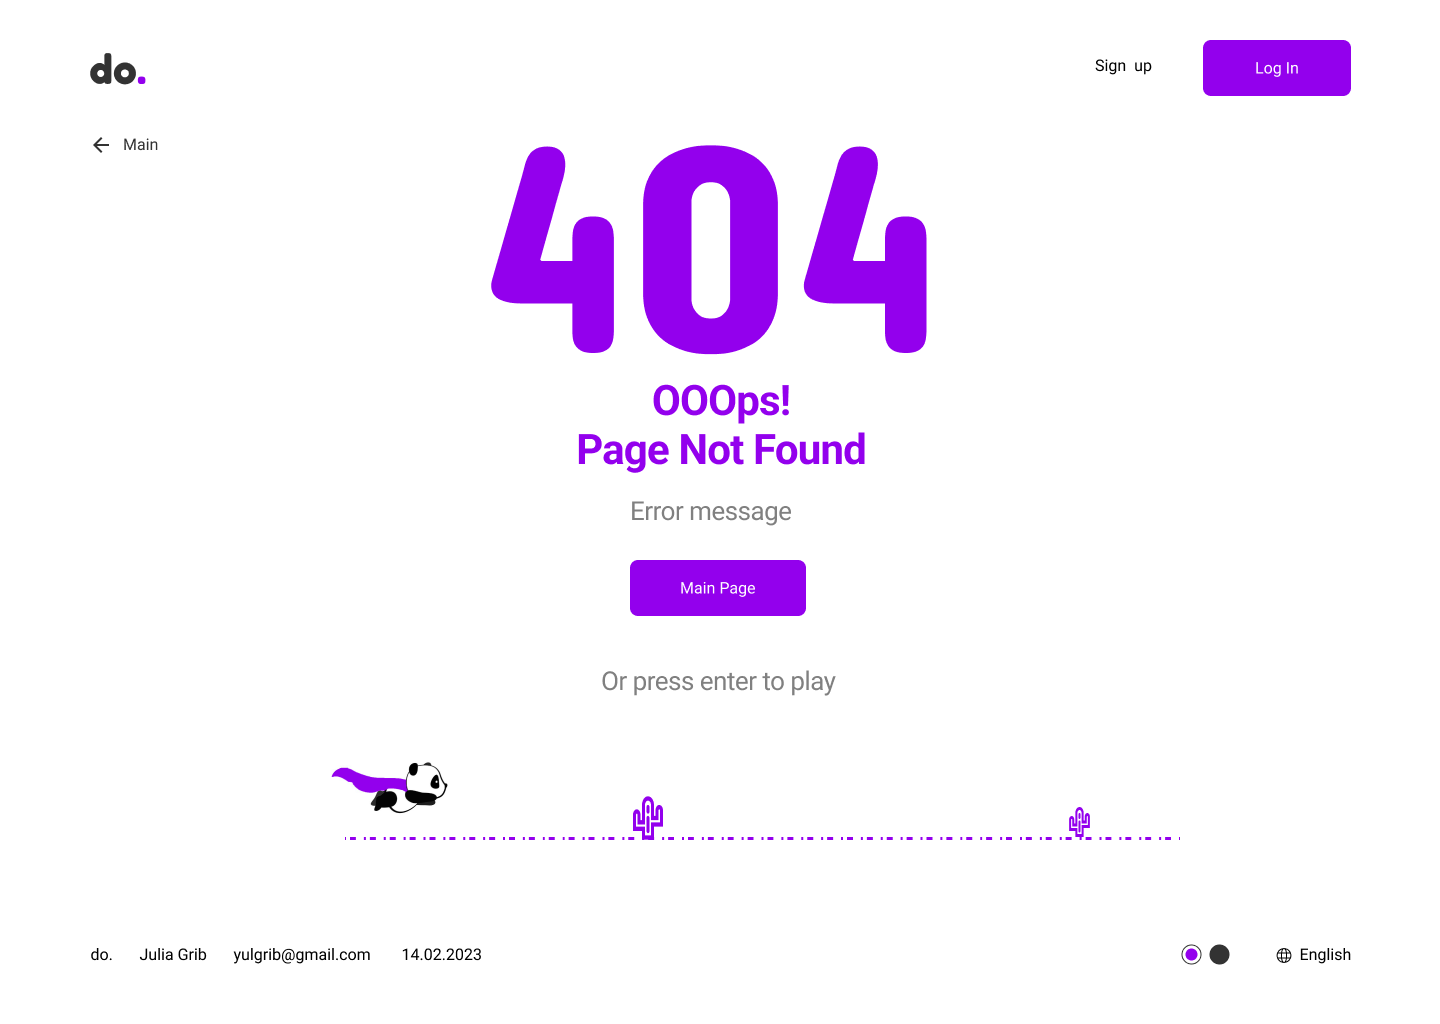 do.
Sign up
Log In
Main
404
OOOps!
Page Not Found
Error message
Main Page
Or press enter to play
do. Julia Grib yulgrib@gmail.com 14.02.2023
English